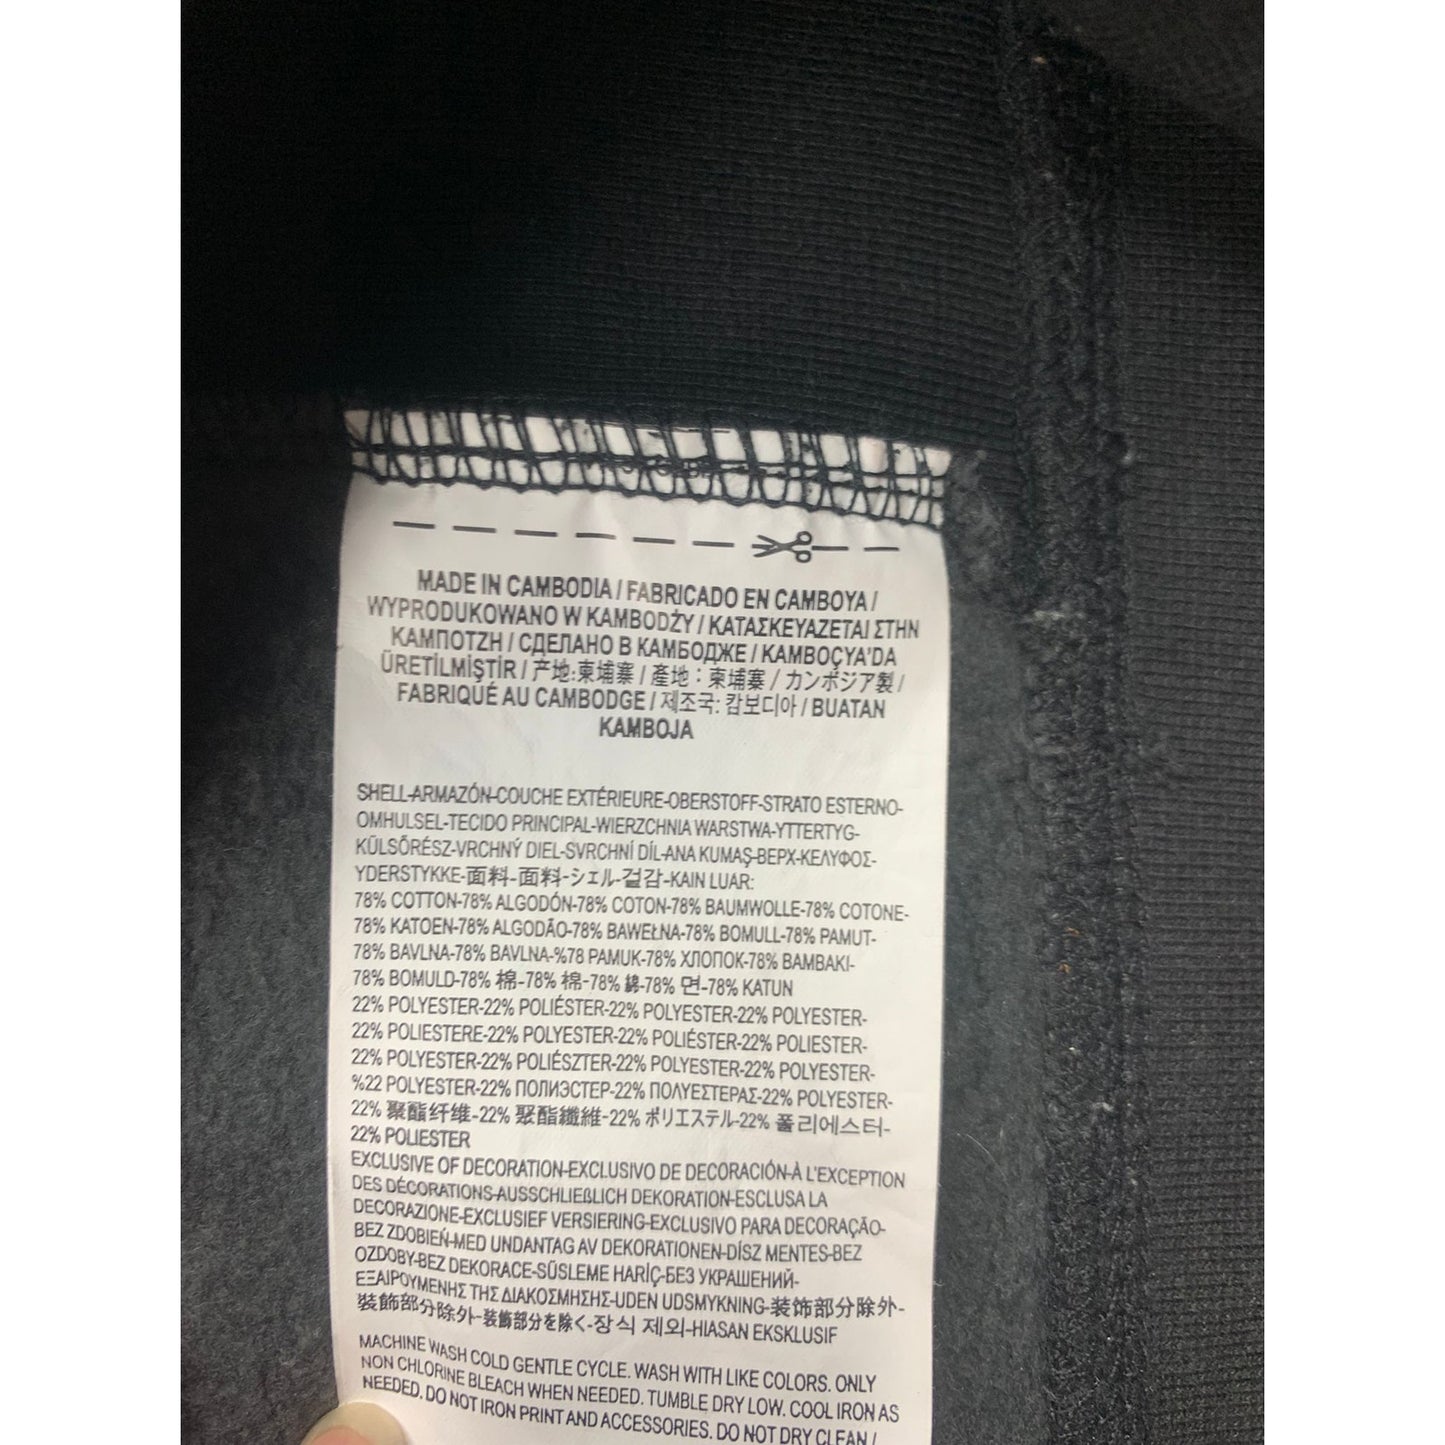 MADE IN CAMBODIA / FABRICADO EN CAMBOYA /
WYPRODUKOWANO W KAMBODŻY / ΚΑΤΑΣΚΕΥΑΖΕΤΑΙ ΣΤΗΝ
ΚΑΜΠΟΤΖΗ / СДЕЛАНО В КАМБОДЖЕ / KAMBOÇYA'DA
ÜRETİLMİŞTİR / 产地:柬埔寨 / 產地：柬埔寨 / カンボジア製 /
FABRIQUÉ AU CAMBODGE / 제조국: 캄보디아 / BUATAN
KAMBOJA
SHELL-ARMAZÓN-COUCHE EXTÉRIEURE-OBERSTOFF-STRATO ESTERNO-
OMHULSEL-TECIDO PRINCIPAL-WIERZCHNIA WARSTWA-YTTERTYG-
KÜLSŐRÉSZ-VRCHNÝ DIEL-SVRCHNÍ DÍL-ANA KUMAŞ-ВЕРХ-ΚΕΛΥΦΟΣ-
YDERSTYKKE-面料-面料-シェル-겉감-KAIN LUAR:
78% COTTON-78% ALGODÓN-78% COTON-78% BAUMWOLLE-78% COTONE-
78% KATOEN-78% ALGODÃO-78% BAWEŁNA-78% BOMULL-78% PAMUT-
78% BAVLNA-78% BAVLNA-%78 PAMUK-78% ХЛОПОК-78% ΒΑΜΒΑΚΙ-
78% BOMULD-78% 棉-78% 棉-78% 綿-78% 면-78% KATUN
22% POLYESTER-22% POLIÉSTER-22% POLYESTER-22% POLYESTER-
22% POLIESTERE-22% POLYESTER-22% POLIÉSTER-22% POLIESTER-
22% POLYESTER-22% POLIÉSZTER-22% POLYESTER-22% POLYESTER-
%22 POLYESTER-22% ПОЛИЭСТЕР-22% ΠΟΛΥΕΣΤΕΡΑΣ-22% POLYESTER-
22% 聚酯纤维-22% 聚酯纖維-22% ポリエステル-22% 폴리에스터-
22% POLIESTER
EXCLUSIVE OF DECORATION-EXCLUSIVO DE DECORACIÓN-À L'EXCEPTION
DES DÉCORATIONS-AUSSCHLIEßLICH DEKORATION-ESCLUSA LA
DECORAZIONE-EXCLUSIEF VERSIERING-EXCLUSIVO PARA DECORAÇÃO-
BEZ ZDOBIEŃ-MED UNDANTAG AV DEKORATIONEN-DÍSZ MENTES-BEZ
OZDOBY-BEZ DEKORACE-SÜSLEME HARİÇ-БЕЗ УКРАШЕНИЙ-
ΕΞΑΙΡΟΥΜΕΝΗΣ ΤΗΣ ΔΙΑΚΟΣΜΗΣΗΣ-UDEN UDSMYKNING-装饰部分除外-
裝飾部分除外-装飾部分を除く-장식 제외-HIASAN EKSKLUSIF
MACHINE WASH COLD GENTLE CYCLE. WASH WITH LIKE COLORS. ONLY
NON CHLORINE BLEACH WHEN NEEDED. TUMBLE DRY LOW. COOL IRON AS
NEEDED. DO NOT IRON PRINT AND ACCESSORIES. DO NOT DRY CLEAN /